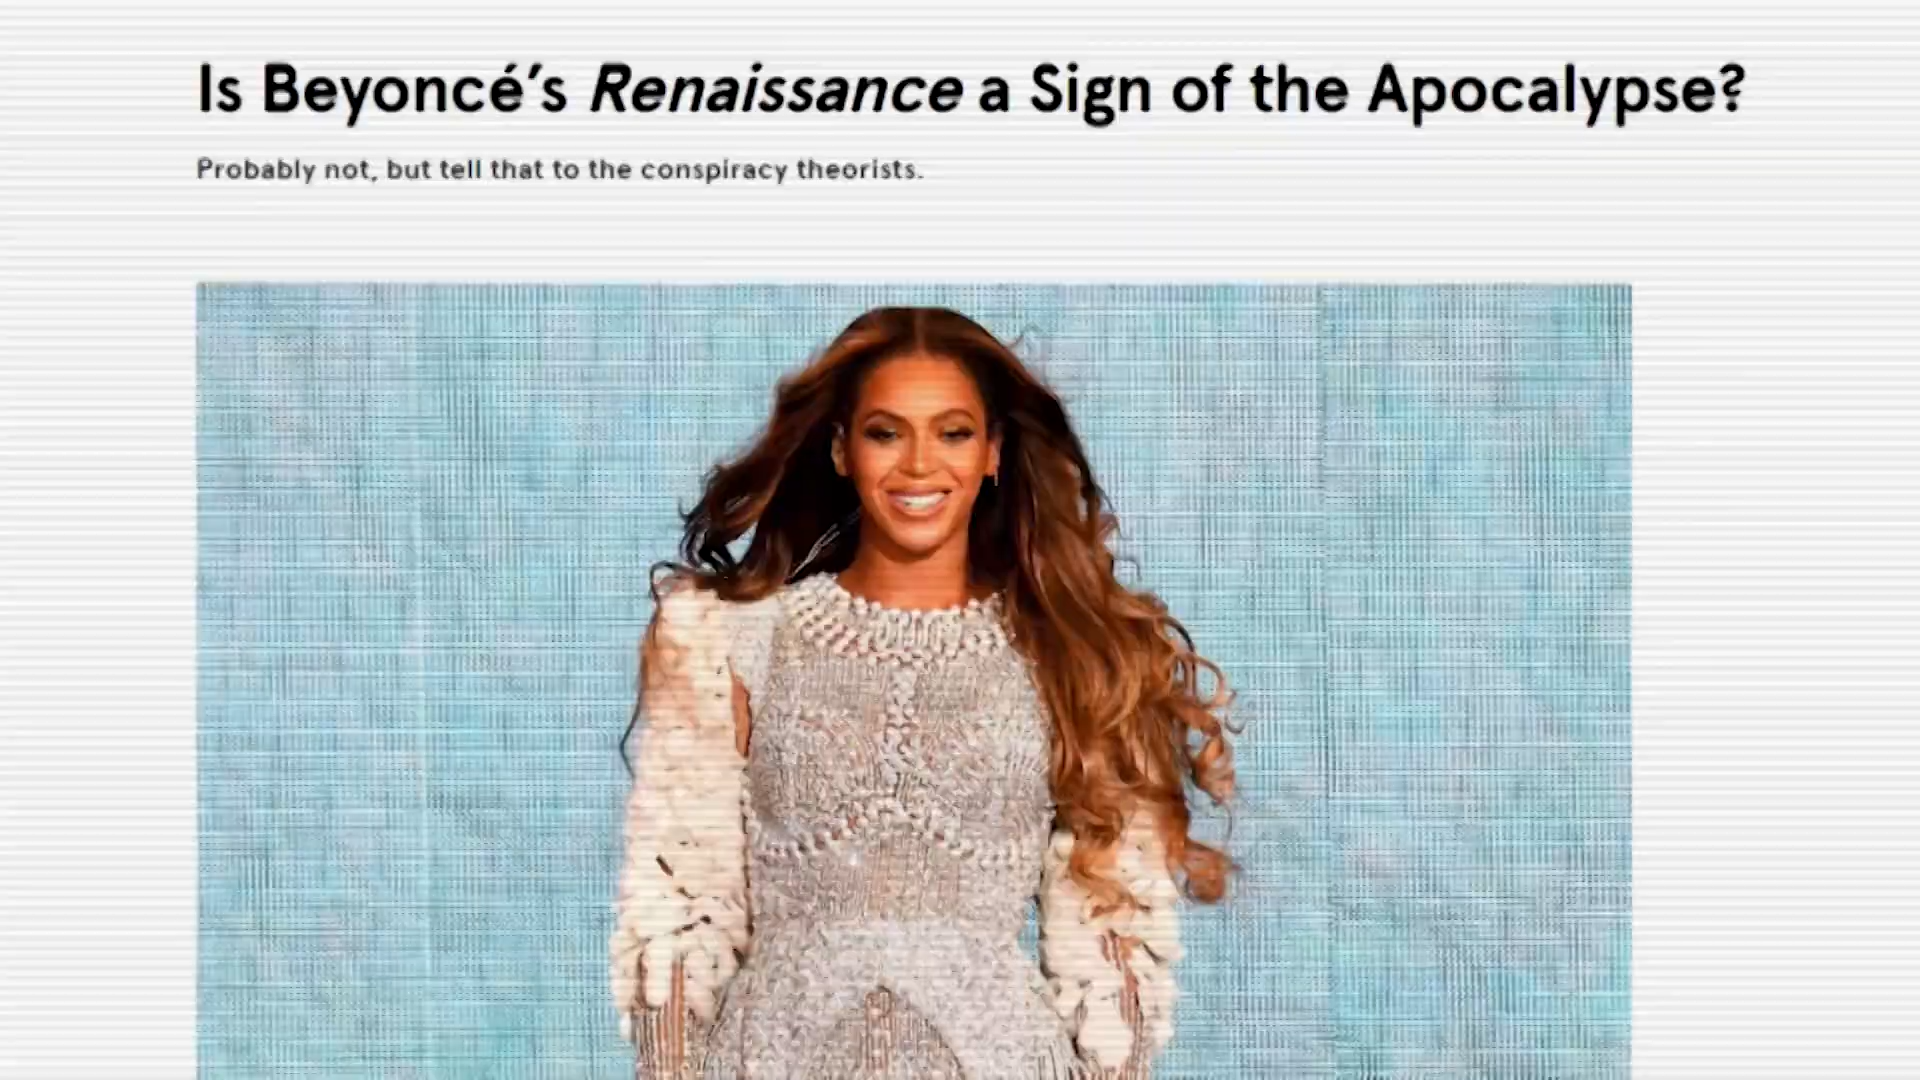 Is Beyoncé’s Renaissance a Sign of the Apocalypse?
Probably not, but tell that to the conspiracy theorists.